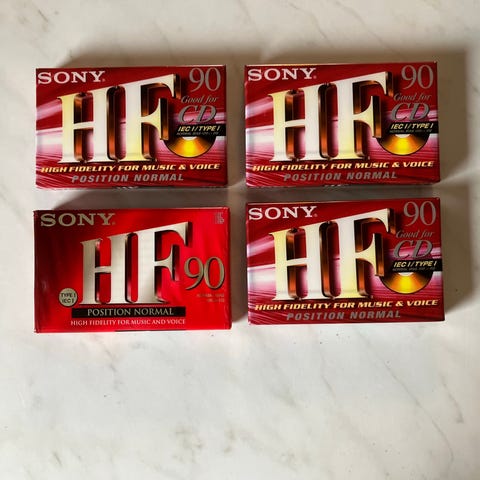 SONY
HF
90
Good for
CD
IEC I / TYPE I
HIGH FIDELITY FOR MUSIC & VOICE
POSITION NORMAL
SONY
HF
90
Good for
CD
IEC I / TYPE I
HIGH FIDELITY FOR MUSIC & VOICE
POSITION NORMAL
SONY
HF
90
TYPE I
IEC I
POSITION NORMAL
HIGH FIDELITY FOR MUSIC AND VOICE
SONY
HF
90
Good for
CD
IEC I / TYPE I
HIGH FIDELITY FOR MUSIC & VOICE
POSITION NORMAL